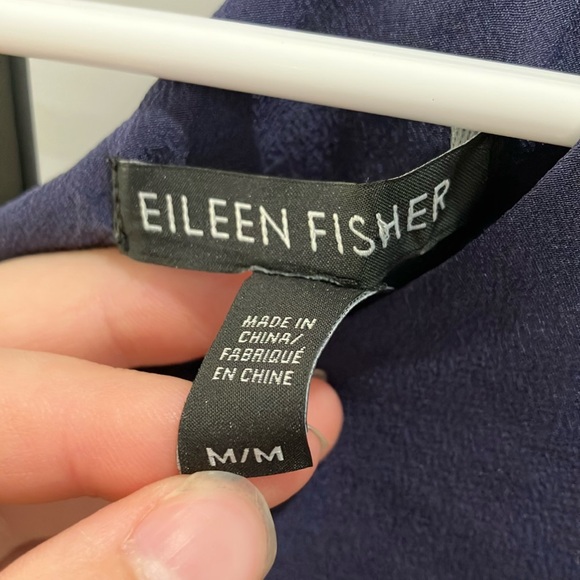 EILEEN FISHER
MADE IN
CHINA/
FABRIQUÉ
EN CHINE
M/M